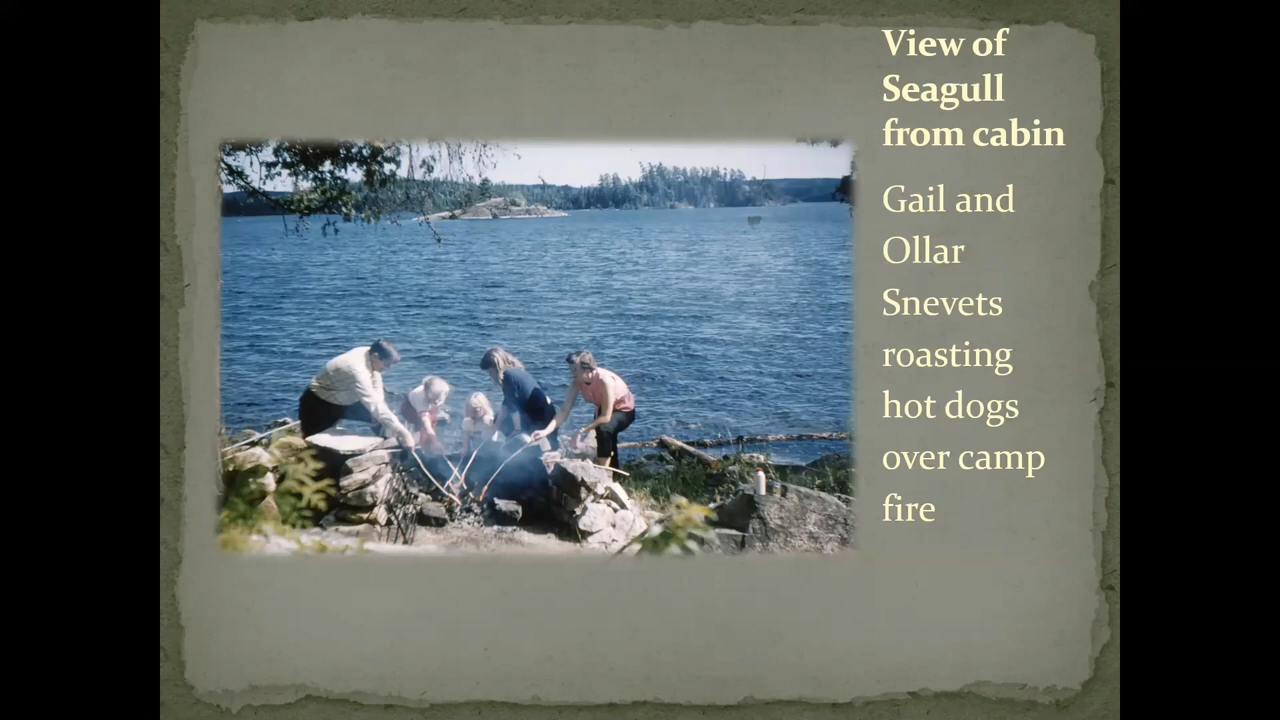 View of
Seagull
from cabin
Gail and
Ollar
Snevets
roasting
hot dogs
over camp
fire